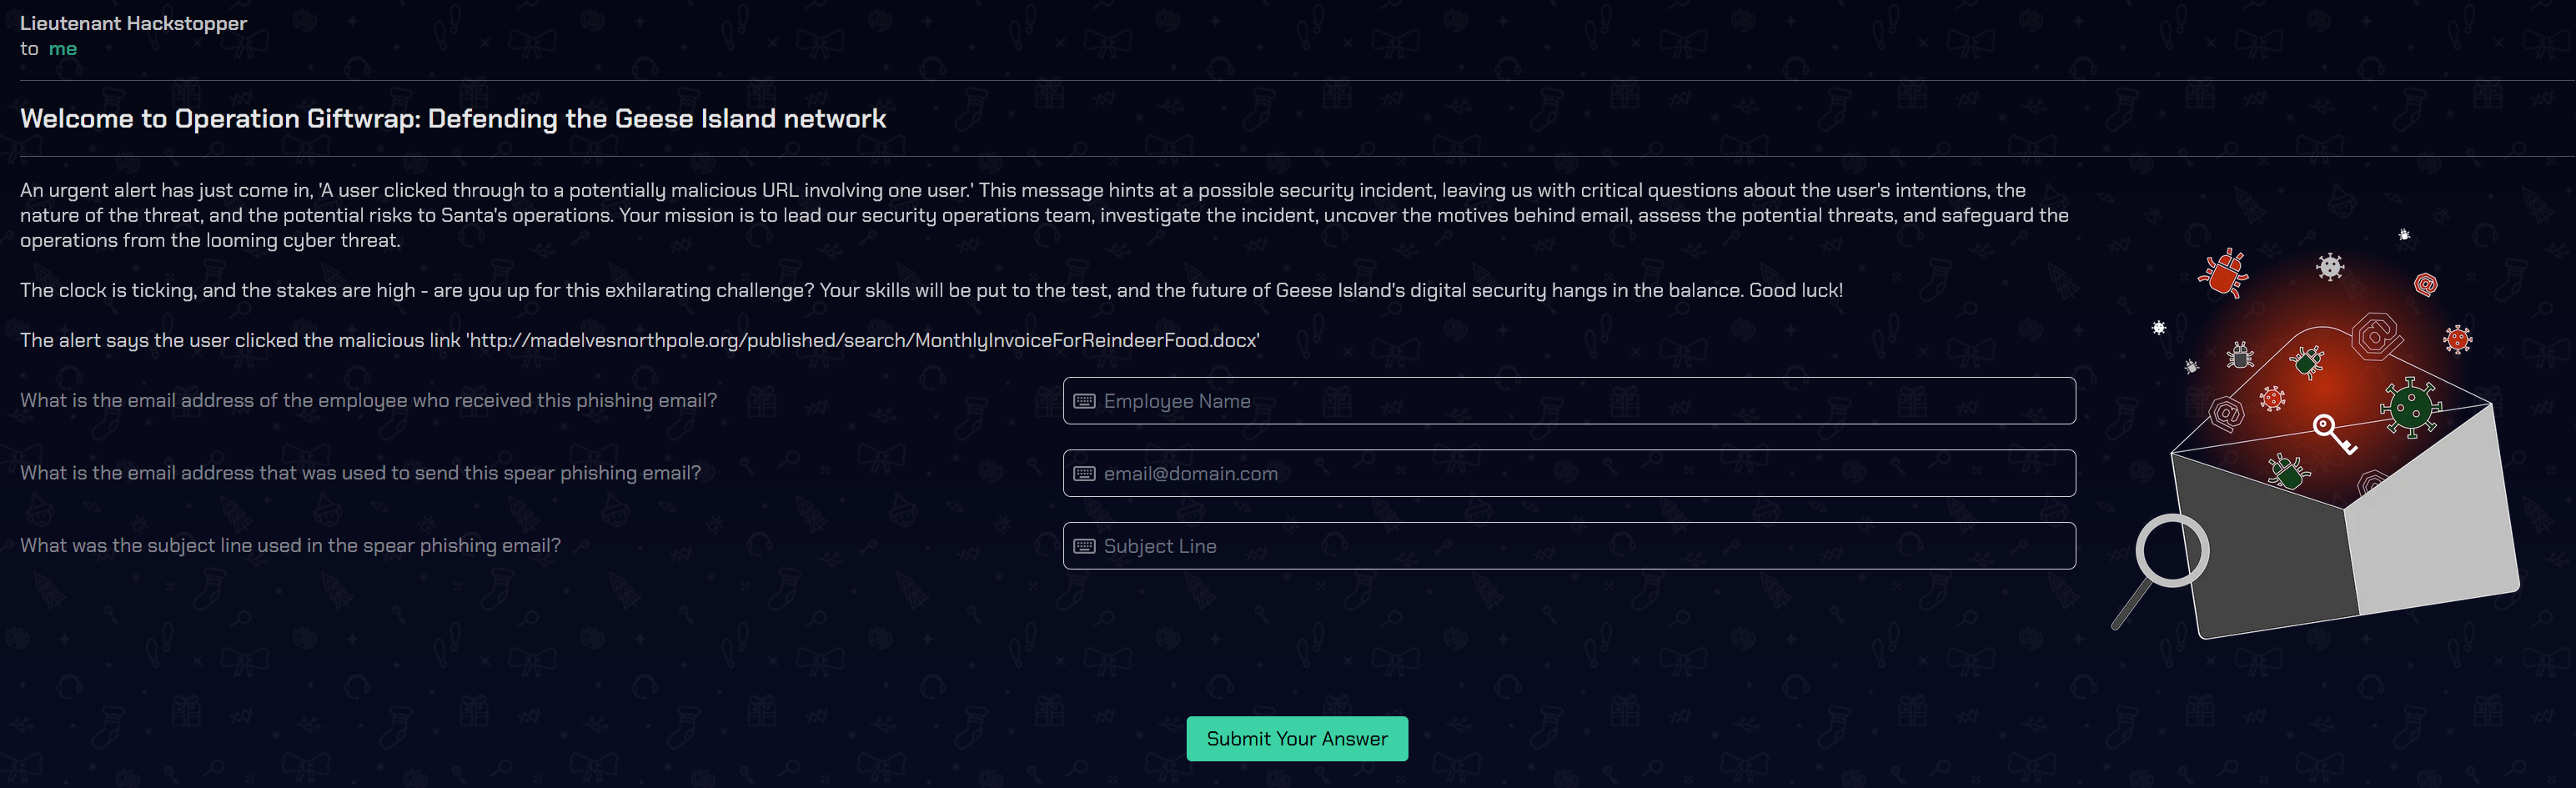 Lieutenant Hackstopper
to me
Welcome to Operation Giftwrap: Defending the Geese Island network
An urgent alert has just come in, 'A user clicked through to a potentially malicious URL involving one user.' This message hints at a possible security incident, leaving us with critical questions about the user's intentions, the
nature of the threat, and the potential risks to Santa's operations. Your mission is to lead our security operations team, investigate the incident, uncover the motives behind email, assess the potential threats, and safeguard the
operations from the looming cyber threat.
The clock is ticking, and the stakes are high - are you up for this exhilarating challenge? Your skills will be put to the test, and the future of Geese Island's digital security hangs in the balance. Good luck!
The alert says the user clicked the malicious link 'http://madelvesnorthpole.org/published/search/MonthlyInvoiceForReindeerFood.docx'
What is the email address of the employee who received this phishing email?
Employee Name
What is the email address that was used to send this spear phishing email?
email@domain.com
What was the subject line used in the spear phishing email?
Subject Line
Submit Your Answer